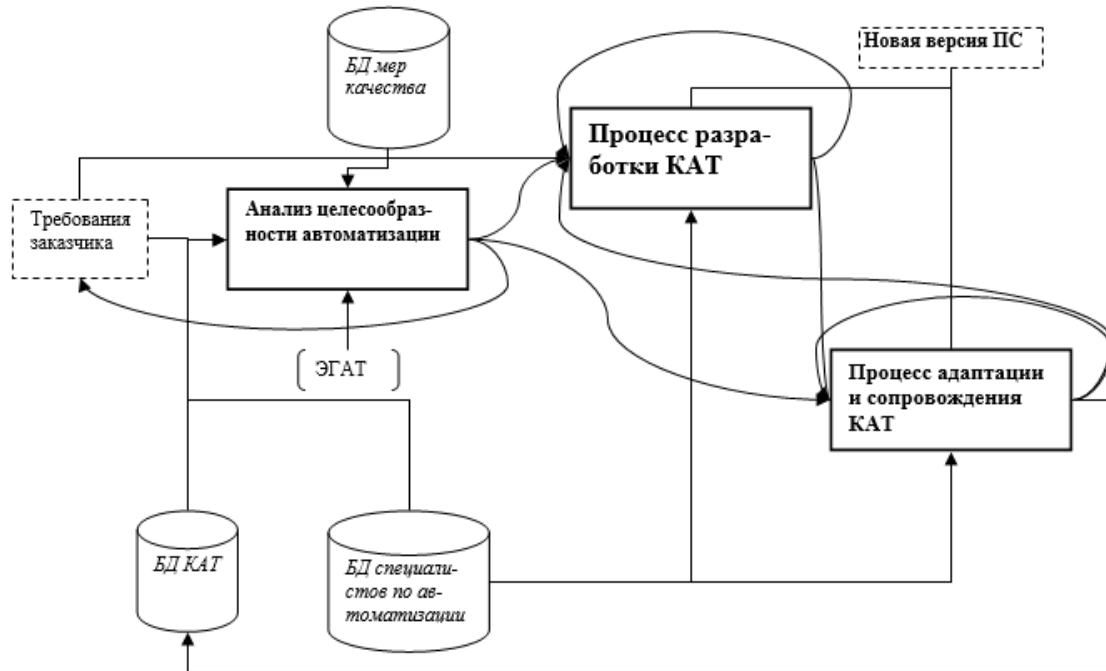 БД мер
качества
Новая версия ПС
Процесс разра-
ботки КАТ
Требования
заказчика
Анализ целесообраз-
ности автоматизации
ЭГАТ
Процесс адаптации
и сопровождения
КАТ
БД КАТ
БД специали-
стов по ав-
томатизации